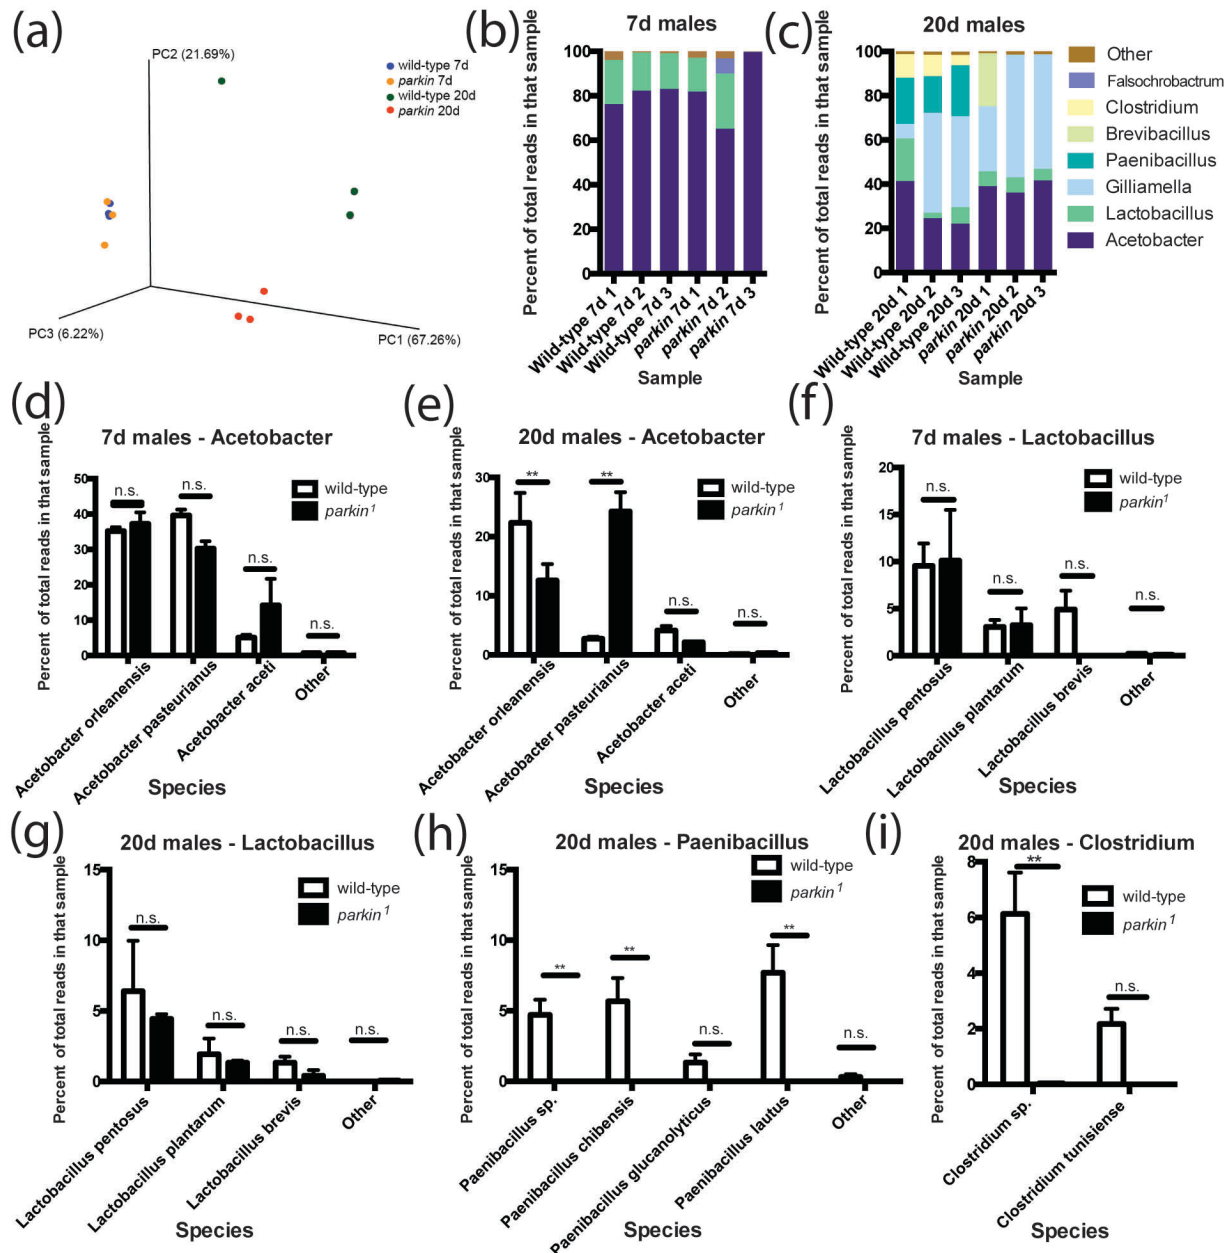 (a)
PC2 (21.69%)
wild-type 7d
parkin 7d
wild-type 20d
parkin 20d
PC3 (6.22%)
PC1 (67.26%)
(b)
7d males
Percent of total reads in that sample
100
80
60
40
20
0
Wild-type 7d 1
Wild-type 7d 2
Wild-type 7d 3
parkin 7d 1
parkin 7d 2
parkin 7d 3
Sample
(c)
20d males
Percent of total reads in that sample
100
80
60
40
20
0
Wild-type 20d 1
Wild-type 20d 2
Wild-type 20d 3
parkin 20d 1
parkin 20d 2
parkin 20d 3
Sample
Other
Falsochrobactrum
Clostridium
Brevibacillus
Paenibacillus
Gilliamella
Lactobacillus
Acetobacter
(d)
7d males - Acetobacter
Percent of total reads in that sample
50
40
30
20
10
0
n.s.
n.s.
n.s.
n.s.
wild-type
parkin1
Acetobacter orleanensis
Acetobacter pasteurianus
Acetobacter aceti
Other
Species
(e)
20d males - Acetobacter
Percent of total reads in that sample
30
20
10
0
**
**
n.s.
n.s.
wild-type
parkin1
Acetobacter orleanensis
Acetobacter pasteurianus
Acetobacter aceti
Other
Species
(f)
7d males - Lactobacillus
Percent of total reads in that sample
20
15
10
5
0
n.s.
n.s.
n.s.
n.s.
wild-type
parkin1
Lactobacillus pentosus
Lactobacillus plantarum
Lactobacillus brevis
Other
Species
(g)
20d males - Lactobacillus
Percent of total reads in that sample
15
10
5
0
n.s.
n.s.
n.s.
n.s.
wild-type
parkin1
Lactobacillus pentosus
Lactobacillus plantarum
Lactobacillus brevis
Other
Species
(h)
20d males - Paenibacillus
Percent of total reads in that sample
15
10
5
0
**
**
n.s.
**
n.s.
wild-type
parkin1
Paenibacillus sp.
Paenibacillus chibensis
Paenibacillus glucanolyticus
Paenibacillus lautus
Other
Species
(i)
20d males - Clostridium
Percent of total reads in that sample
8
6
4
2
0
**
n.s.
wild-type
parkin1
Clostridium sp.
Clostridium tunisiense
Species